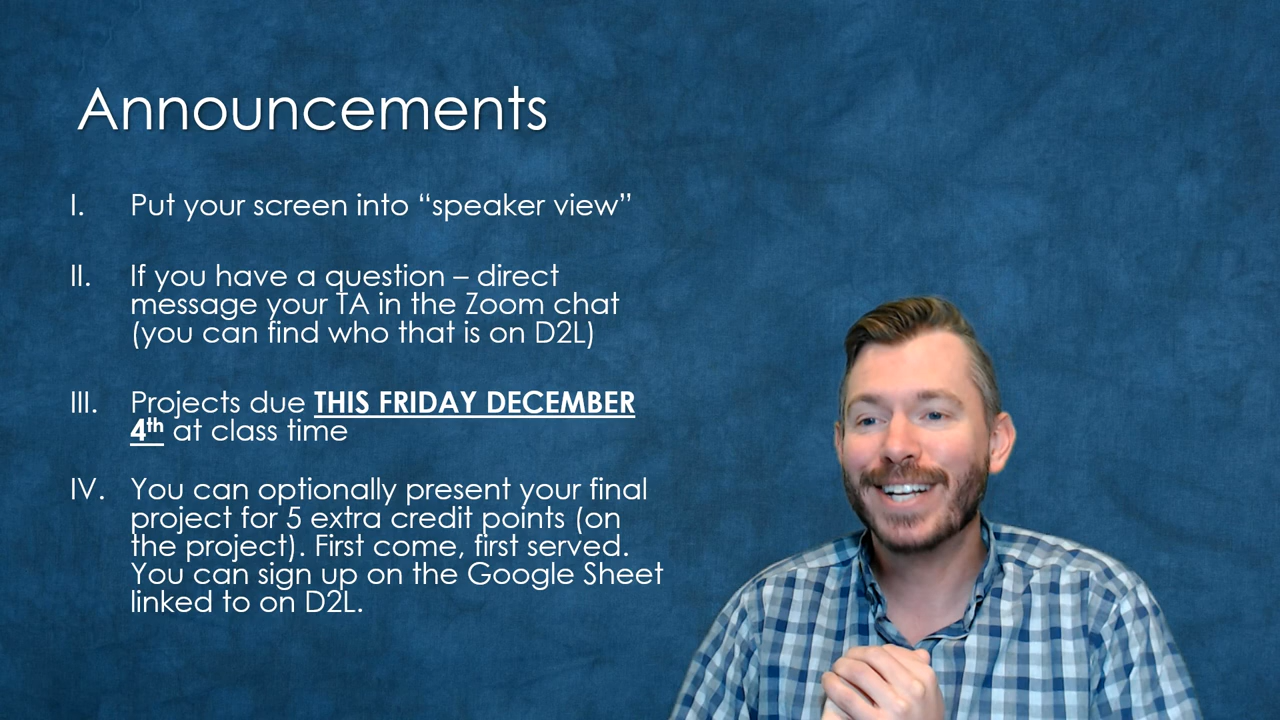 Announcements
I. Put your screen into “speaker view”
II. If you have a question – direct
message your TA in the Zoom chat
(you can find who that is on D2L)
III. Projects due THIS FRIDAY DECEMBER
4th at class time
IV. You can optionally present your final
project for 5 extra credit points (on
the project). First come, first served.
You can sign up on the Google Sheet
linked to on D2L.